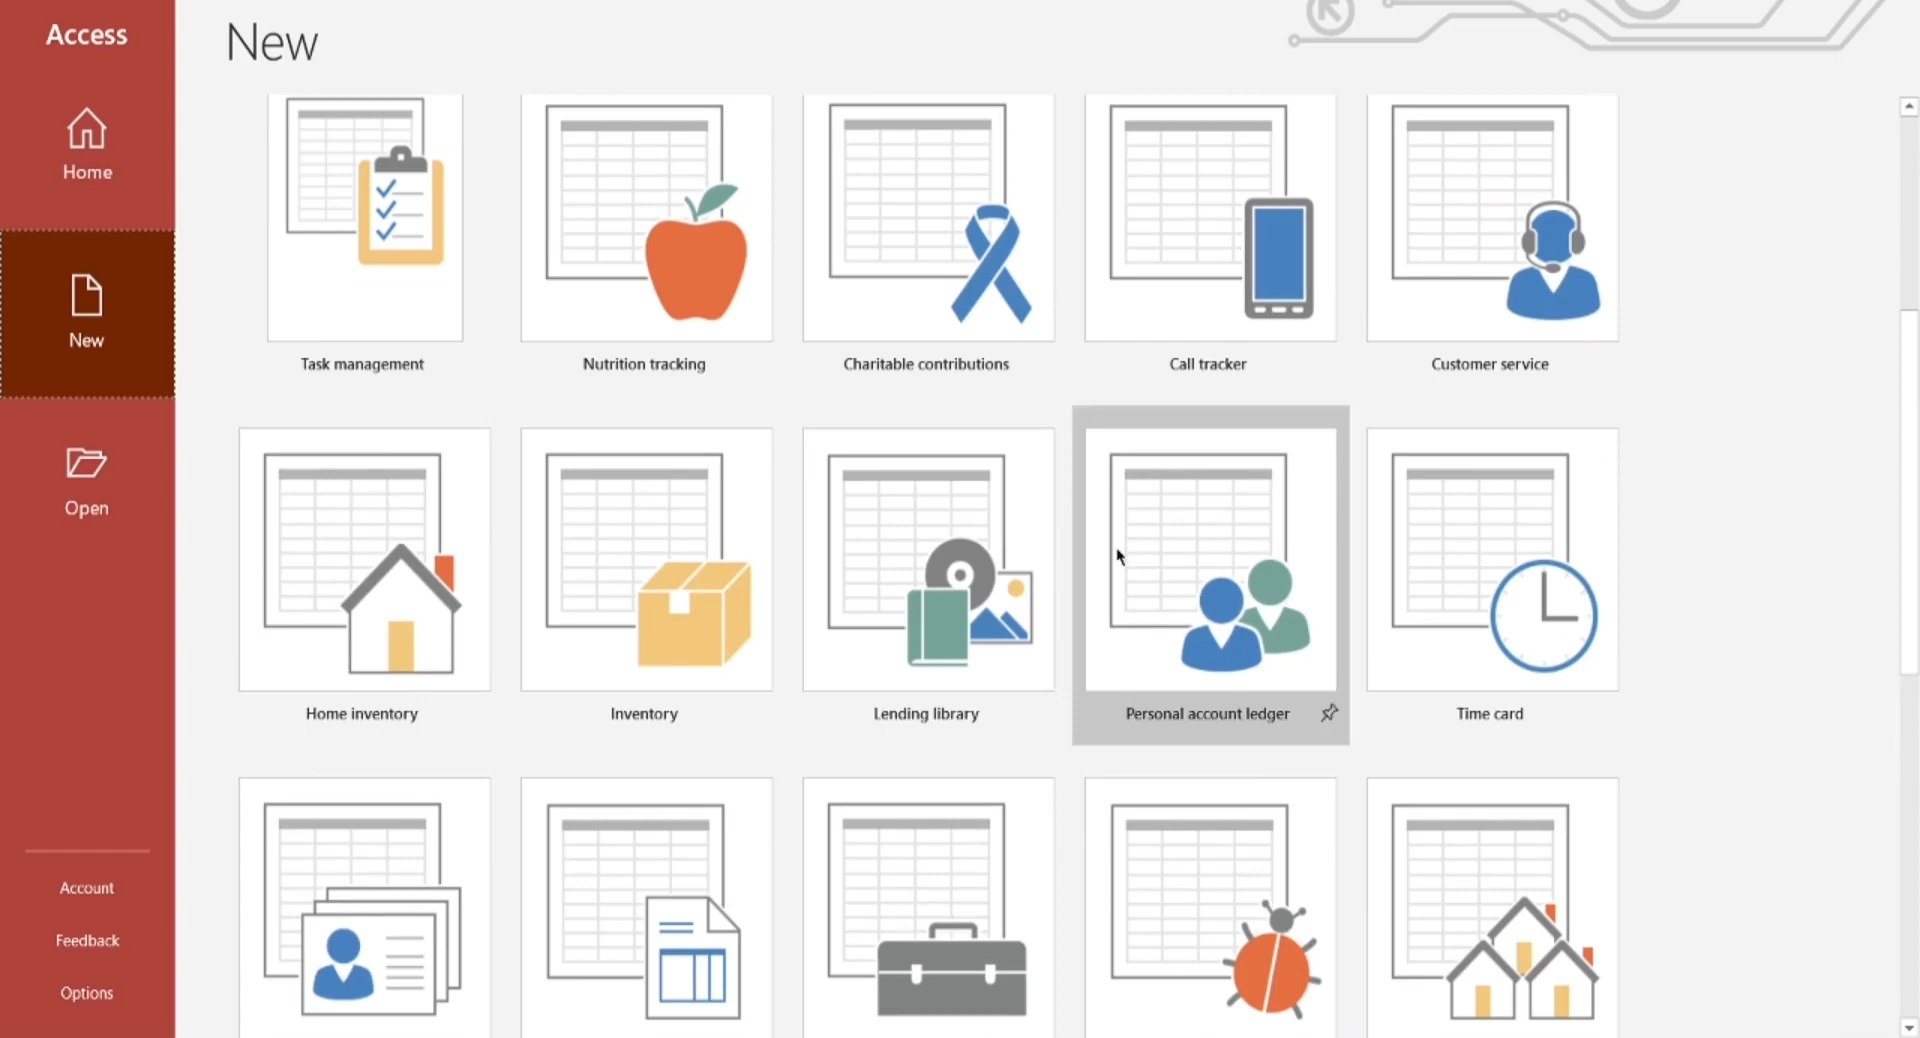 Access
New
Home
New
Open
Task management
Nutrition tracking
Charitable contributions
Call tracker
Customer service
Home inventory
Inventory
Lending library
Personal account ledger
Time card
Account
Feedback
Options